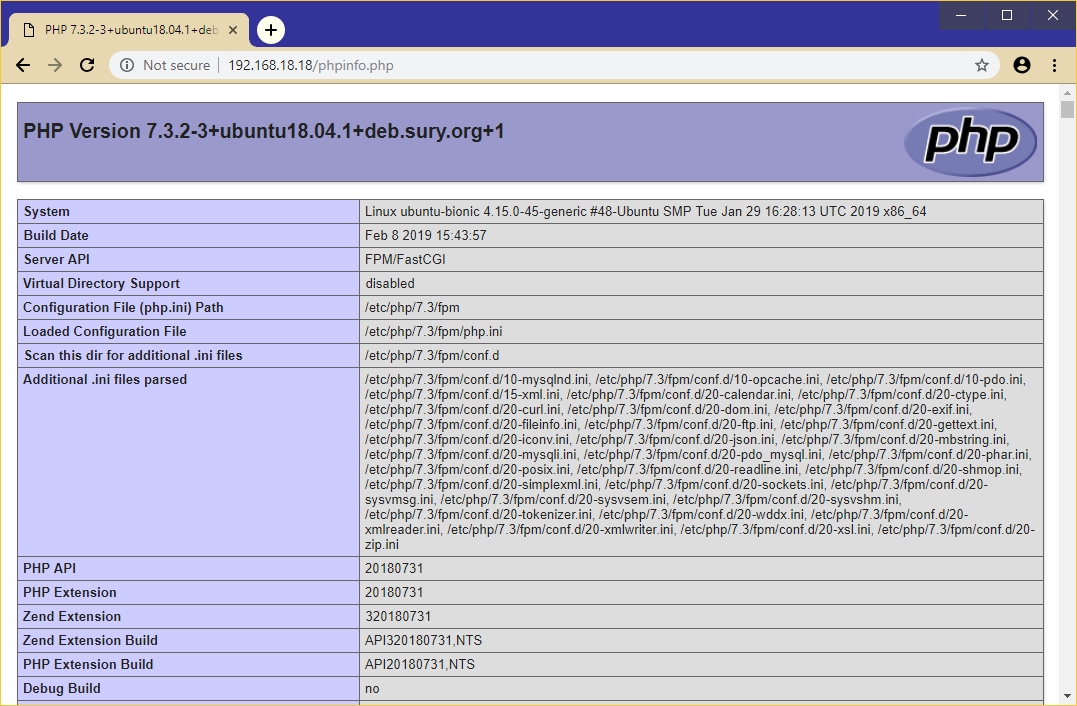 PHP 7.3.2-3+ubuntu18.04.1+deb
Not secure 192.168.18.18/phpinfo.php
PHP Version 7.3.2-3+ubuntu18.04.1+deb.sury.org+1
php
System Linux ubuntu-bionic 4.15.0-45-generic #48-Ubuntu SMP Tue Jan 29 16:28:13 UTC 2019 x86_64
Build Date Feb 8 2019 15:43:57
Server API FPM/FastCGI
Virtual Directory Support disabled
Configuration File (php.ini) Path /etc/php/7.3/fpm
Loaded Configuration File /etc/php/7.3/fpm/php.ini
Scan this dir for additional .ini files /etc/php/7.3/fpm/conf.d
Additional .ini files parsed /etc/php/7.3/fpm/conf.d/10-mysqlnd.ini, /etc/php/7.3/fpm/conf.d/10-opcache.ini, /etc/php/7.3/fpm/conf.d/10-pdo.ini,
/etc/php/7.3/fpm/conf.d/15-xml.ini, /etc/php/7.3/fpm/conf.d/20-calendar.ini, /etc/php/7.3/fpm/conf.d/20-ctype.ini,
/etc/php/7.3/fpm/conf.d/20-curl.ini, /etc/php/7.3/fpm/conf.d/20-dom.ini, /etc/php/7.3/fpm/conf.d/20-exif.ini,
/etc/php/7.3/fpm/conf.d/20-fileinfo.ini, /etc/php/7.3/fpm/conf.d/20-ftp.ini, /etc/php/7.3/fpm/conf.d/20-gettext.ini,
/etc/php/7.3/fpm/conf.d/20-iconv.ini, /etc/php/7.3/fpm/conf.d/20-json.ini, /etc/php/7.3/fpm/conf.d/20-mbstring.ini,
/etc/php/7.3/fpm/conf.d/20-mysqli.ini, /etc/php/7.3/fpm/conf.d/20-pdo_mysql.ini, /etc/php/7.3/fpm/conf.d/20-phar.ini,
/etc/php/7.3/fpm/conf.d/20-posix.ini, /etc/php/7.3/fpm/conf.d/20-readline.ini, /etc/php/7.3/fpm/conf.d/20-shmop.ini,
/etc/php/7.3/fpm/conf.d/20-simplexml.ini, /etc/php/7.3/fpm/conf.d/20-sockets.ini, /etc/php/7.3/fpm/conf.d/20-
sysvmsg.ini, /etc/php/7.3/fpm/conf.d/20-sysvsem.ini, /etc/php/7.3/fpm/conf.d/20-sysvshm.ini,
/etc/php/7.3/fpm/conf.d/20-tokenizer.ini, /etc/php/7.3/fpm/conf.d/20-wddx.ini, /etc/php/7.3/fpm/conf.d/20-
xmlreader.ini, /etc/php/7.3/fpm/conf.d/20-xmlwriter.ini, /etc/php/7.3/fpm/conf.d/20-xsl.ini, /etc/php/7.3/fpm/conf.d/20-
zip.ini
PHP API 20180731
PHP Extension 20180731
Zend Extension 320180731
Zend Extension Build API320180731,NTS
PHP Extension Build API20180731,NTS
Debug Build no